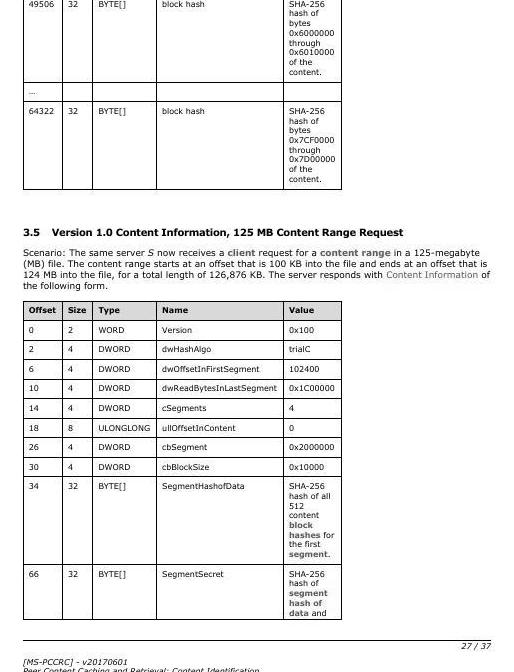 49506 32 BYTE[] block hash SHA-256
hash of
bytes
0x6000000
through
0x6010000
of the
content.
...
64322 32 BYTE[] block hash SHA-256
hash of
bytes
0x7CF0000
through
0x7D00000
of the
content.
3.5 Version 1.0 Content Information, 125 MB Content Range Request
Scenario: The same server S now receives a client request for a content range in a 125-megabyte
(MB) file. The content range starts at an offset that is 100 KB into the file and ends at an offset that is
124 MB into the file, for a total length of 126,876 KB. The server responds with Content Information of
the following form.
Offset Size Type Name Value
0 2 WORD Version 0x100
2 4 DWORD dwHashAlgo trialC
6 4 DWORD dwOffsetInFirstSegment 102400
10 4 DWORD dwReadBytesInLastSegment 0x1C00000
14 4 DWORD cSegments 4
18 8 ULONGLONG ullOffsetInContent 0
26 4 DWORD cbSegment 0x2000000
30 4 DWORD cbBlockSize 0x10000
34 32 BYTE[] SegmentHashofData SHA-256
hash of all
512
content
block
hashes for
the first
segment.
66 32 BYTE[] SegmentSecret SHA-256
hash of
segment
hash of
data and
27 / 37
[MS-PCCRC] - v20170601
Peer Content Caching and Retrieval: Content Identification